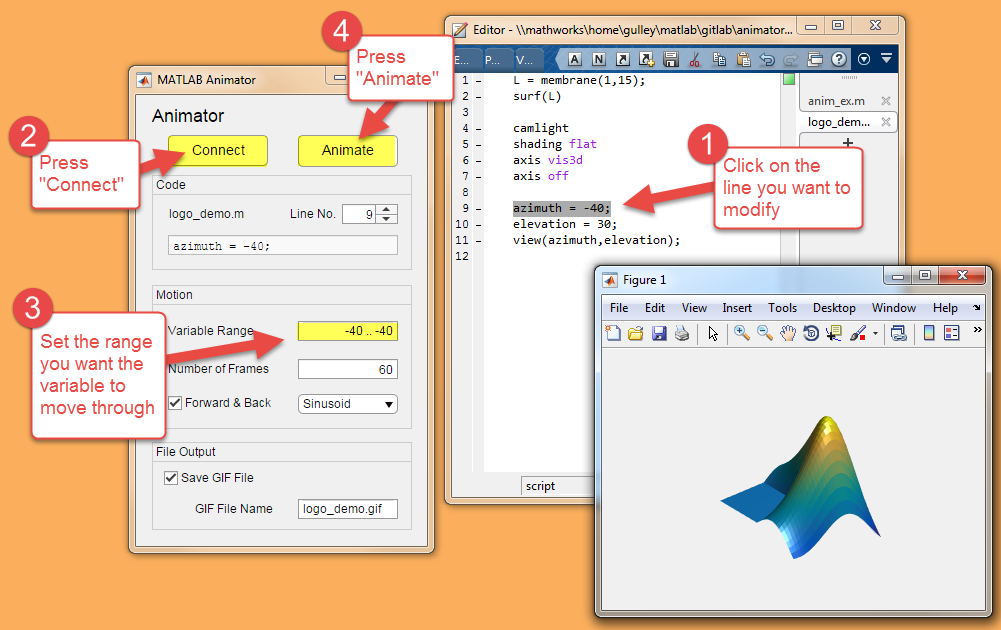 4
Press
"Animate"
Editor - \\mathworks\home\gulley\matlab\gitlab\animator...
E... P... V...
1 - L = membrane(1,15);
2 - surf(L)
3
4 - camlight
5 - shading flat
6 - axis vis3d
7 - axis off
8
9 - azimuth = -40;
10 - elevation = 30;
11 - view(azimuth,elevation);
12
anim_ex.m
logo_dem...
script
1
Click on the
line you want to
modify
MATLAB Animator
Animator
Connect Animate
2
Press
"Connect"
Code
logo_demo.m Line No. 9
azimuth = -40;
Motion
Variable Range -40 .. -40
Number of Frames 60
Forward & Back Sinusoid
3
Set the range
you want the
variable to
move through
File Output
Save GIF File
GIF File Name logo_demo.gif
Figure 1
File Edit View Insert Tools Desktop Window Help